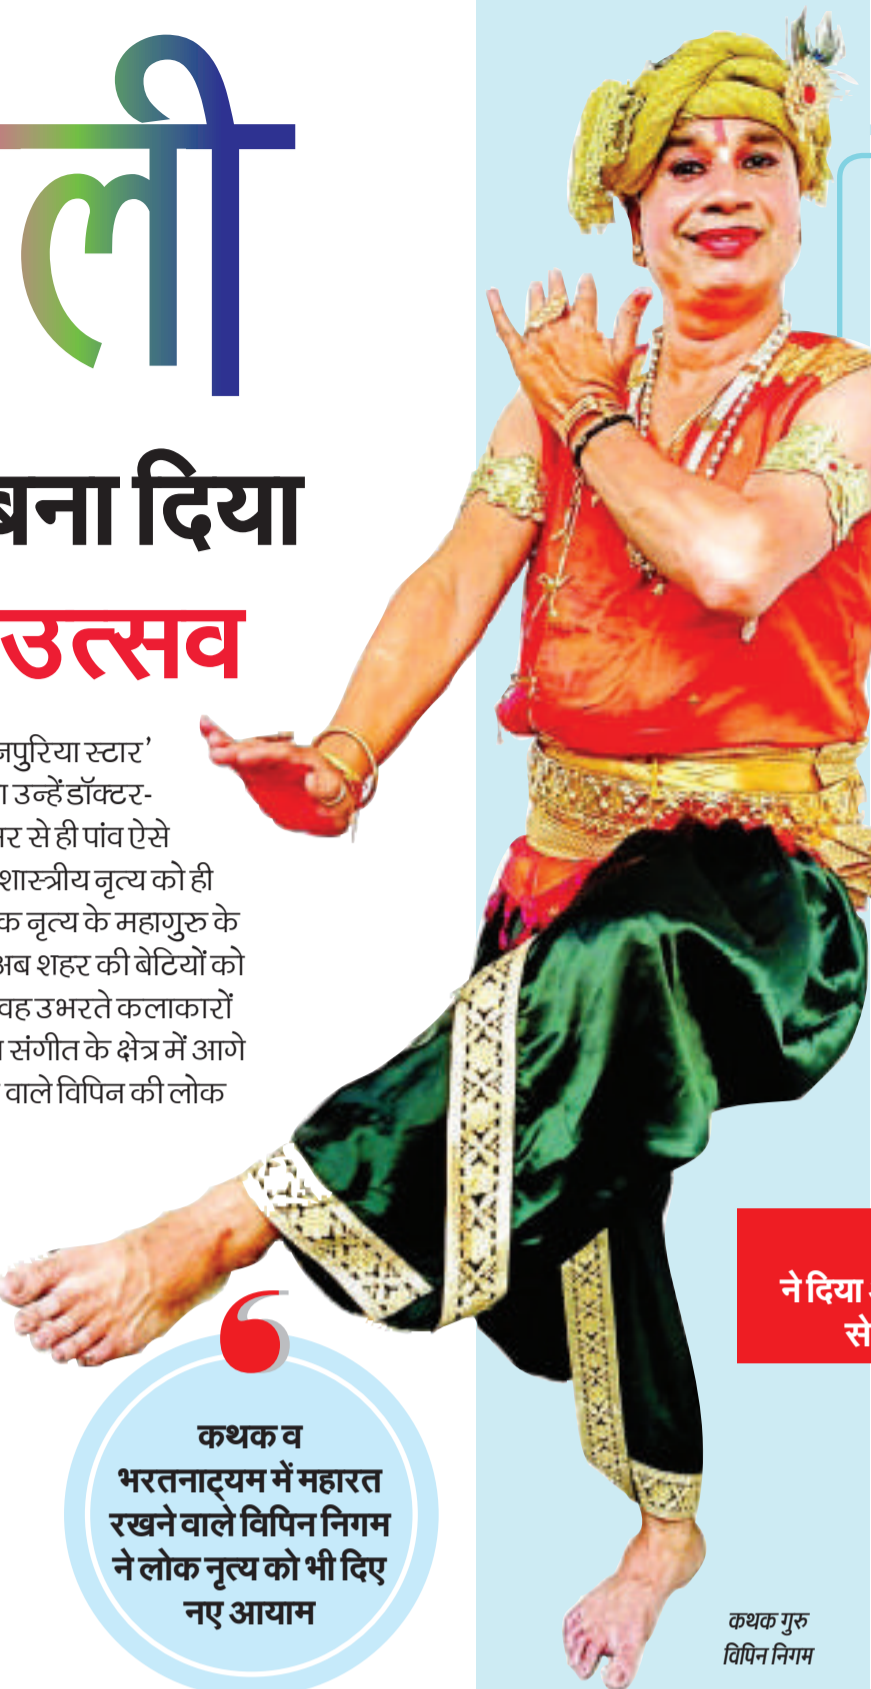 ली
बना दिया
उत्सव
नपुरिया स्टार’
उन्हें डॉक्टर-
से ही पांव ऐसे
शास्त्रीय नृत्य को ही
क नृत्य के महागुरु के
अब शहर की बेटियों को
वह उभरते कलाकारों
संगीत के क्षेत्र में आगे
वाले विपिन की लोक
ने दिया
से
कथक व
भरतनाट्यम में महारत
रखने वाले विपिन निगम
ने लोक नृत्य को भी दिए
नए आयाम
कथक गुरु
विपिन निगम